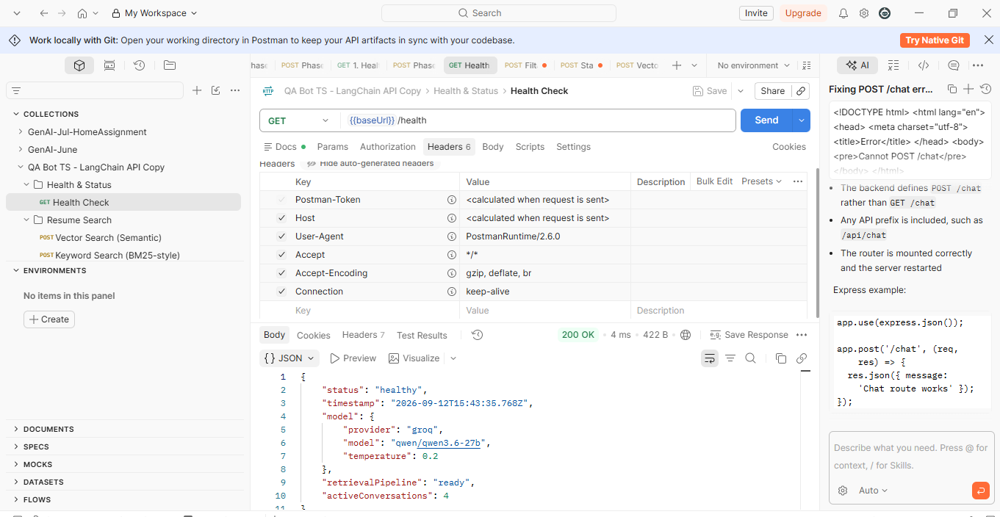 My Workspace
Search
Invite
Upgrade
Work locally with Git: Open your working directory in Postman to keep your API artifacts in sync with your codebase.
Try Native Git
POST Phase
GET 1. Heal
POST Phase
GET Health
POST Filt
POST Sta
POST Vecto
No environment
AI
COLLECTIONS
GenAI-Jul-HomeAssignment
GenAI-June
QA Bot TS - LangChain API Copy
Health & Status
GET Health Check
Resume Search
POST Vector Search (Semantic)
POST Keyword Search (BM25-style)
ENVIRONMENTS
No items in this panel
Create
DOCUMENTS
SPECS
MOCKS
DATASETS
FLOWS
HTTP
QA Bot TS - LangChain API Copy > Health & Status > Health Check
Save
Share
GET
{{baseUrl}} /health
Send
Docs
Params
Authorization
Headers 6
Body
Scripts
Settings
Cookies
Headers
Hide auto-generated headers
Key Value Description Bulk Edit Presets
Postman-Token <calculated when request is sent>
Host <calculated when request is sent>
User-Agent PostmanRuntime/2.6.0
Accept */*
Accept-Encoding gzip, deflate, br
Connection keep-alive
Key Value Description
Body
Cookies
Headers 7
Test Results
200 OK
4 ms
422 B
e.g. Save Response
{} JSON
Preview
Visualize
1 {
2 "status": "healthy",
3 "timestamp": "2026-09-12T15:43:35.768Z",
4 "model": {
5 "provider": "groq",
6 "model": "qwen/qwen3.6-27b",
7 "temperature": 0.2
8 },
9 "retrievalPipeline": "ready",
10 "activeConversations": 4
11 }
Fixing POST /chat err...
<!DOCTYPE html> <html lang="en">
<head> <meta charset="utf-8">
<title>Error</title> </head> <body>
<pre>Cannot POST /chat</pre>
</body> </html>
The backend defines POST /chat
rather than GET /chat
Any API prefix is included, such as
/api/chat
The router is mounted correctly
and the server restarted
Express example:
app.use(express.json());
app.post('/chat', (req,
res) => {
res.json({ message:
'Chat route works' });
});
Describe what you need. Press @ for
context, / for Skills.
Auto